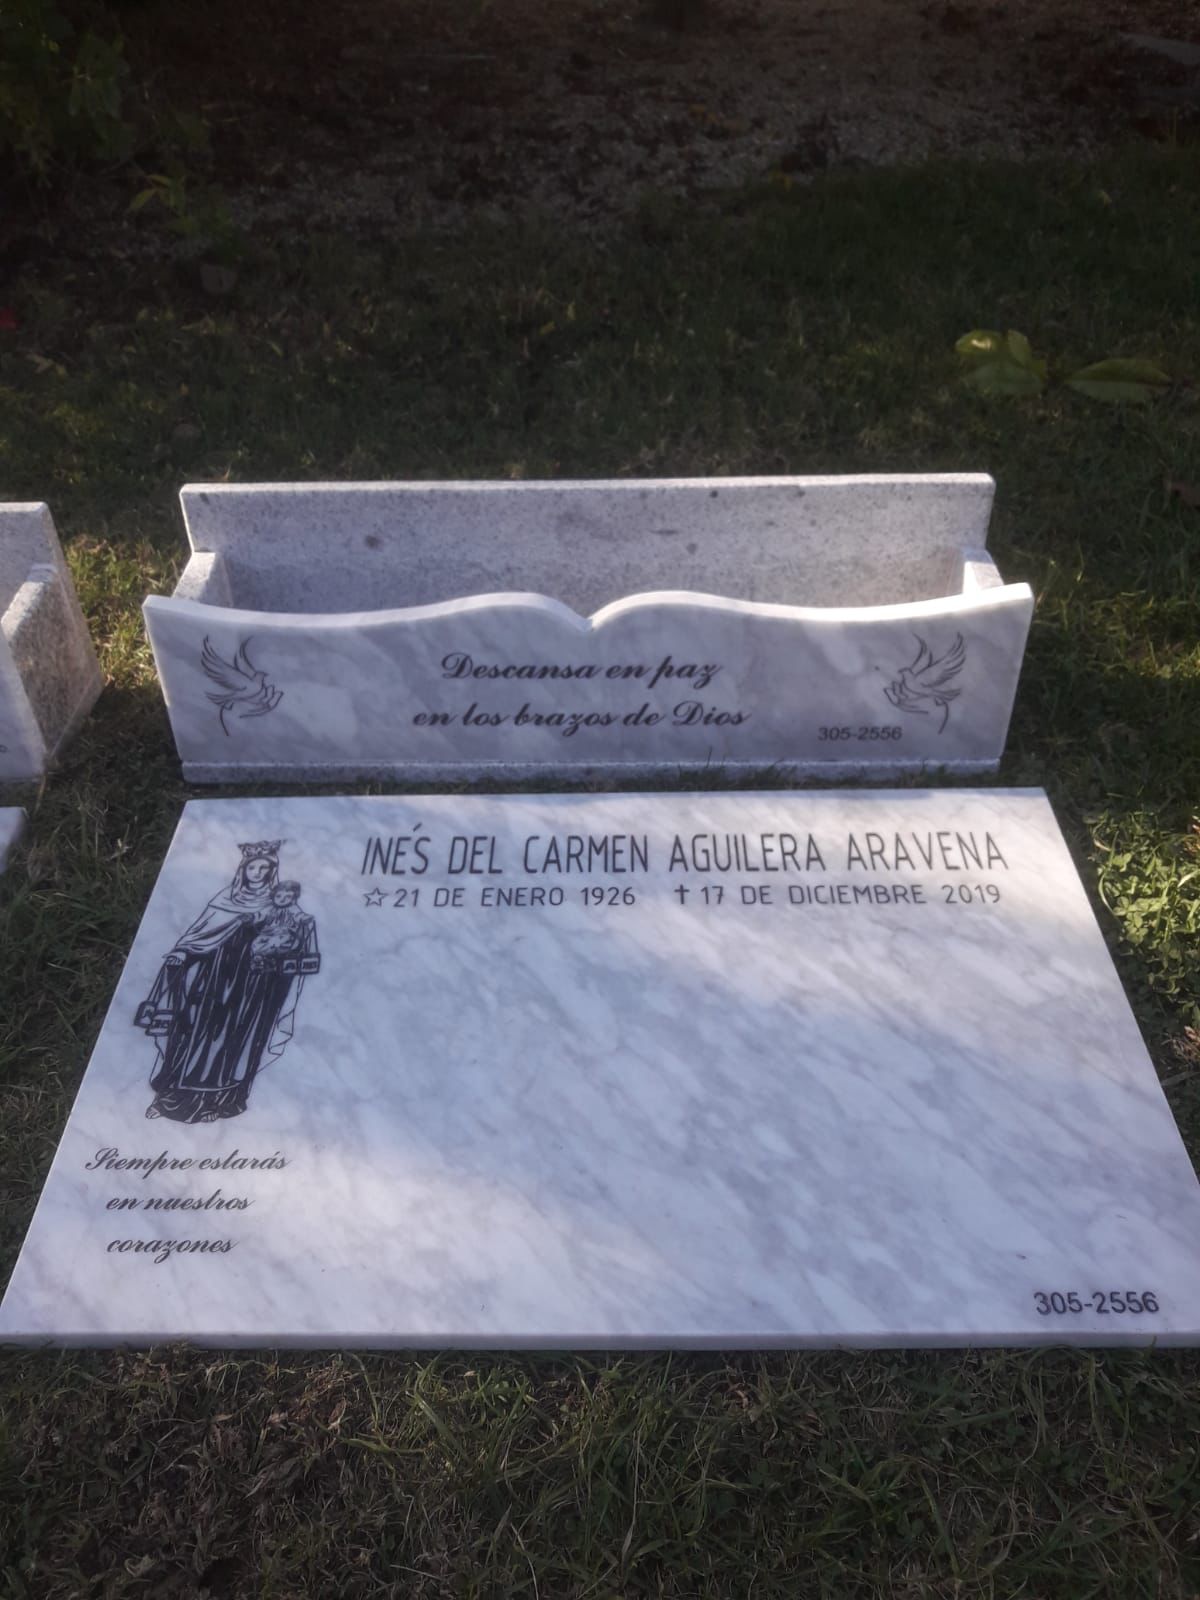 Descansa en paz
en los brazos de Dios
305-2556
INÉS DEL CARMEN AGUILERA ARAVENA
☆21 DE ENERO 1926 ✝17 DE DICIEMBRE 2019
Siempre estarás
en nuestros
corazones
305-2556